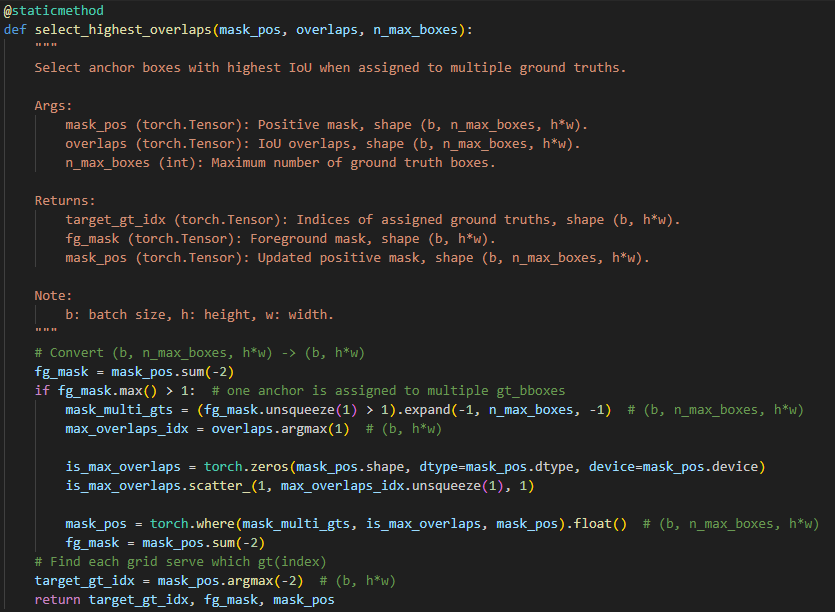 @staticmethod
def select_highest_overlaps(mask_pos, overlaps, n_max_boxes):
    """
    Select anchor boxes with highest IoU when assigned to multiple ground truths.

    Args:
        mask_pos (torch.Tensor): Positive mask, shape (b, n_max_boxes, h*w).
        overlaps (torch.Tensor): IoU overlaps, shape (b, n_max_boxes, h*w).
        n_max_boxes (int): Maximum number of ground truth boxes.

    Returns:
        target_gt_idx (torch.Tensor): Indices of assigned ground truths, shape (b, h*w).
        fg_mask (torch.Tensor): Foreground mask, shape (b, h*w).
        mask_pos (torch.Tensor): Updated positive mask, shape (b, n_max_boxes, h*w).

    Note:
        b: batch size, h: height, w: width.
    """
    # Convert (b, n_max_boxes, h*w) -> (b, h*w)
    fg_mask = mask_pos.sum(-2)
    if fg_mask.max() > 1:  # one anchor is assigned to multiple gt_bboxes
        mask_multi_gts = (fg_mask.unsqueeze(1) > 1).expand(-1, n_max_boxes, -1)  # (b, n_max_boxes, h*w)
        max_overlaps_idx = overlaps.argmax(1)  # (b, h*w)

        is_max_overlaps = torch.zeros(mask_pos.shape, dtype=mask_pos.dtype, device=mask_pos.device)
        is_max_overlaps.scatter_(1, max_overlaps_idx.unsqueeze(1), 1)

        mask_pos = torch.where(mask_multi_gts, is_max_overlaps, mask_pos).float()  # (b, n_max_boxes, h*w)
        fg_mask = mask_pos.sum(-2)
    # Find each grid serve which gt(index)
    target_gt_idx = mask_pos.argmax(-2)  # (b, h*w)
    return target_gt_idx, fg_mask, mask_pos